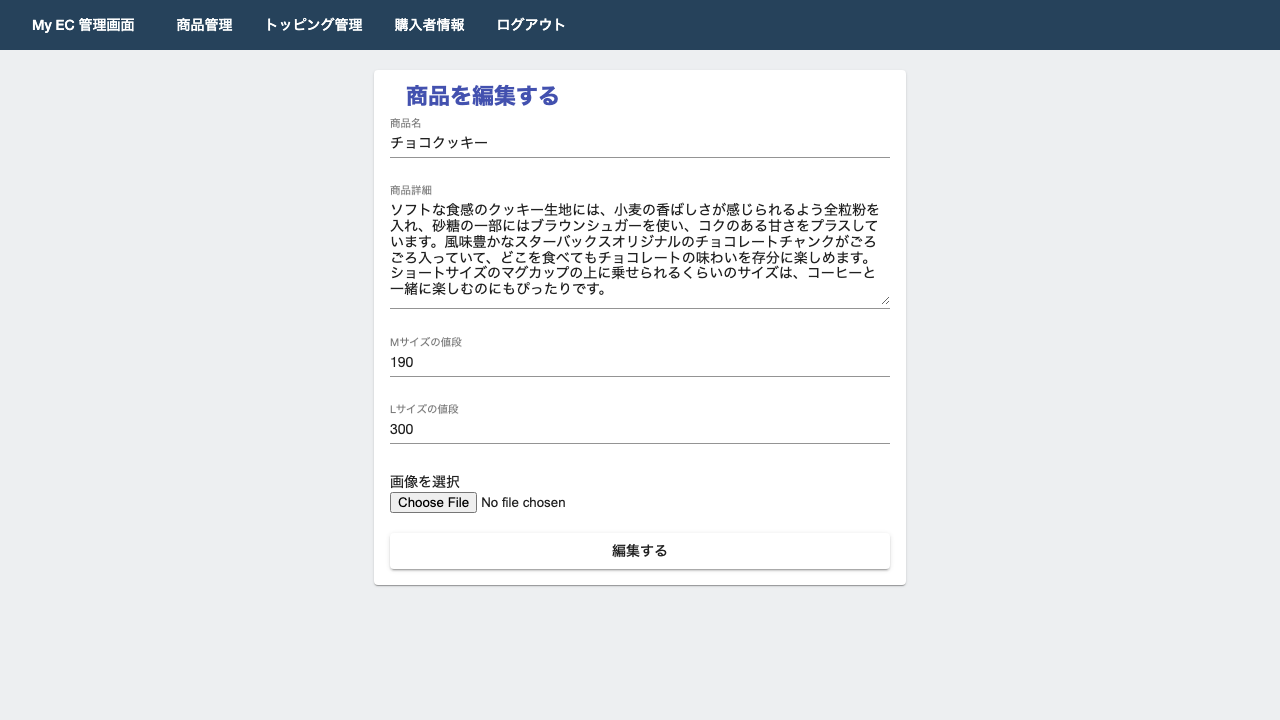 My EC 管理画面 商品管理 トッピング管理 購入者情報 ログアウト
商品を編集する
商品名
チョコクッキー
商品詳細
ソフトな食感のクッキー生地には、小麦の香ばしさが感じられるよう全粒粉を
入れ、砂糖の一部にはブラウンシュガーを使い、コクのある甘さをプラスして
います。風味豊かなスターバックスオリジナルのチョコレートチャンクがごろ
ごろ入っていて、どこを食べてもチョコレートの味わいを存分に楽しめます。
ショートサイズのマグカップの上に乗せられるくらいのサイズは、コーヒーと
一緒に楽しむのにもぴったりです。
Mサイズの値段
190
Lサイズの値段
300
画像を選択
Choose File No file chosen
編集する